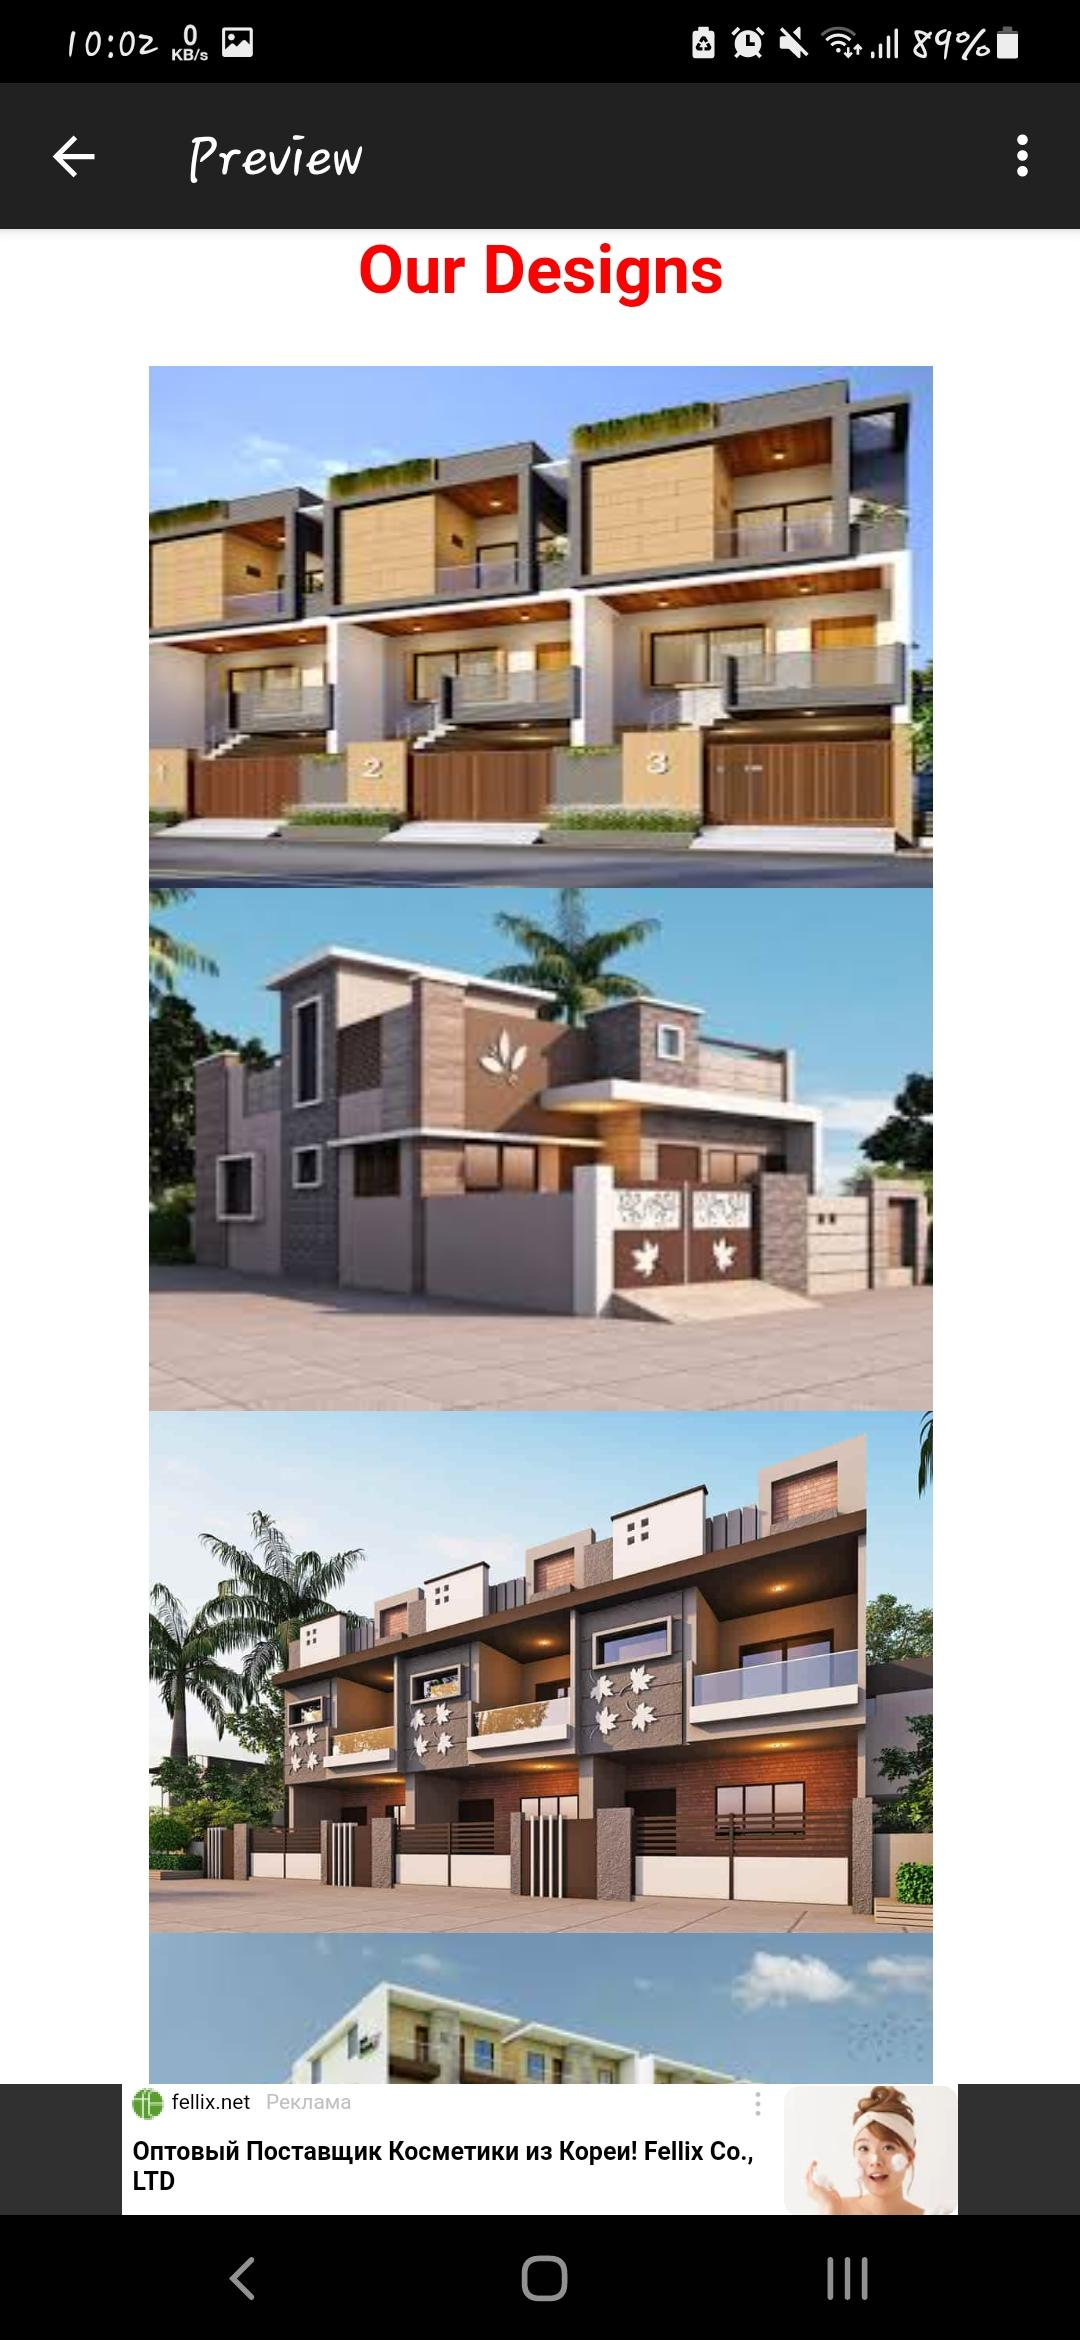 10:02 0 KB/s 89%
Preview
Our Designs
1 2 3
fellix.net Реклама
Оптовый Поставщик Косметики из Кореи! Fellix Co.,
LTD